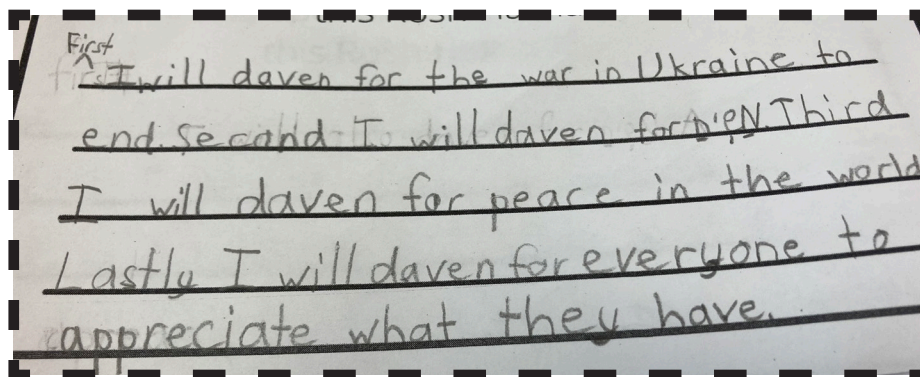 First
I will daven for the war in Ukraine to
end. Second I will daven for Third
I will daven for peace in the world
Lastly I will daven for everyone to
appreciate what they have.